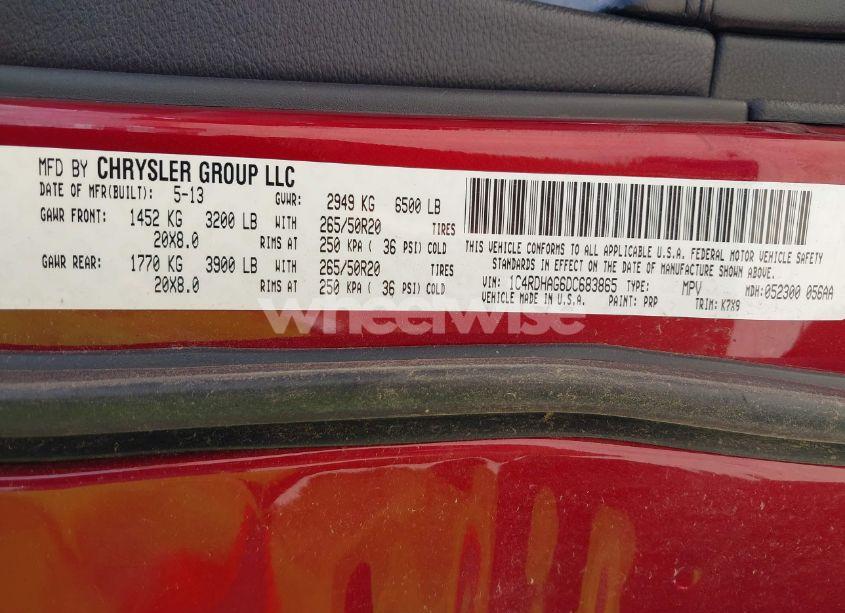 MFD BY CHRYSLER GROUP LLC
DATE OF MFR(BUILT): 5-13 GVWR: 2949 KG 6500 LB
GAWR FRONT: 1452 KG 3200 LB WITH 265/50R20 TIRES
20X8.0 RIMS AT 250 KPA ( 36 PSI) COLD
GAWR REAR: 1770 KG 3900 LB WITH 265/50R20 TIRES
20X8.0 RIMS AT 250 KPA ( 36 PSI) COLD
THIS VEHICLE CONFORMS TO ALL APPLICABLE U.S.A. FEDERAL MOTOR VEHICLE SAFETY
STANDARDS IN EFFECT ON THE DATE OF MANUFACTURE SHOWN ABOVE.
VIN: 1C4RDHAG6DC683865 TYPE: MPV MDH: 052300 056AA
VEHICLE MADE IN U.S.A. PAINT: PRP TRIM: K7X9
wheelwise